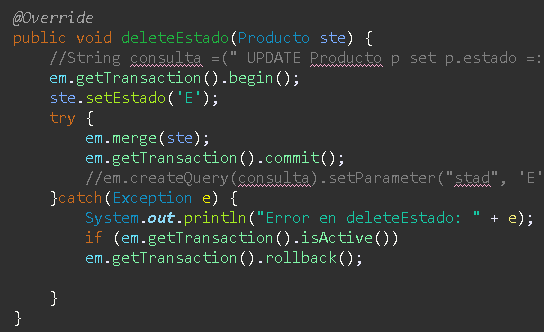 @Override
public void deleteEstado(Producto ste) {
//String consulta =(" UPDATE Producto p set p.estado =:
em.getTransaction().begin();
ste.setEstado('E');
try {
em.merge(ste);
em.getTransaction().commit();
//em.createQuery(consulta).setParameter("stad", 'E'
}catch(Exception e) {
System.out.println("Error en deleteEstado: " + e);
if (em.getTransaction().isActive())
em.getTransaction().rollback();
}
}